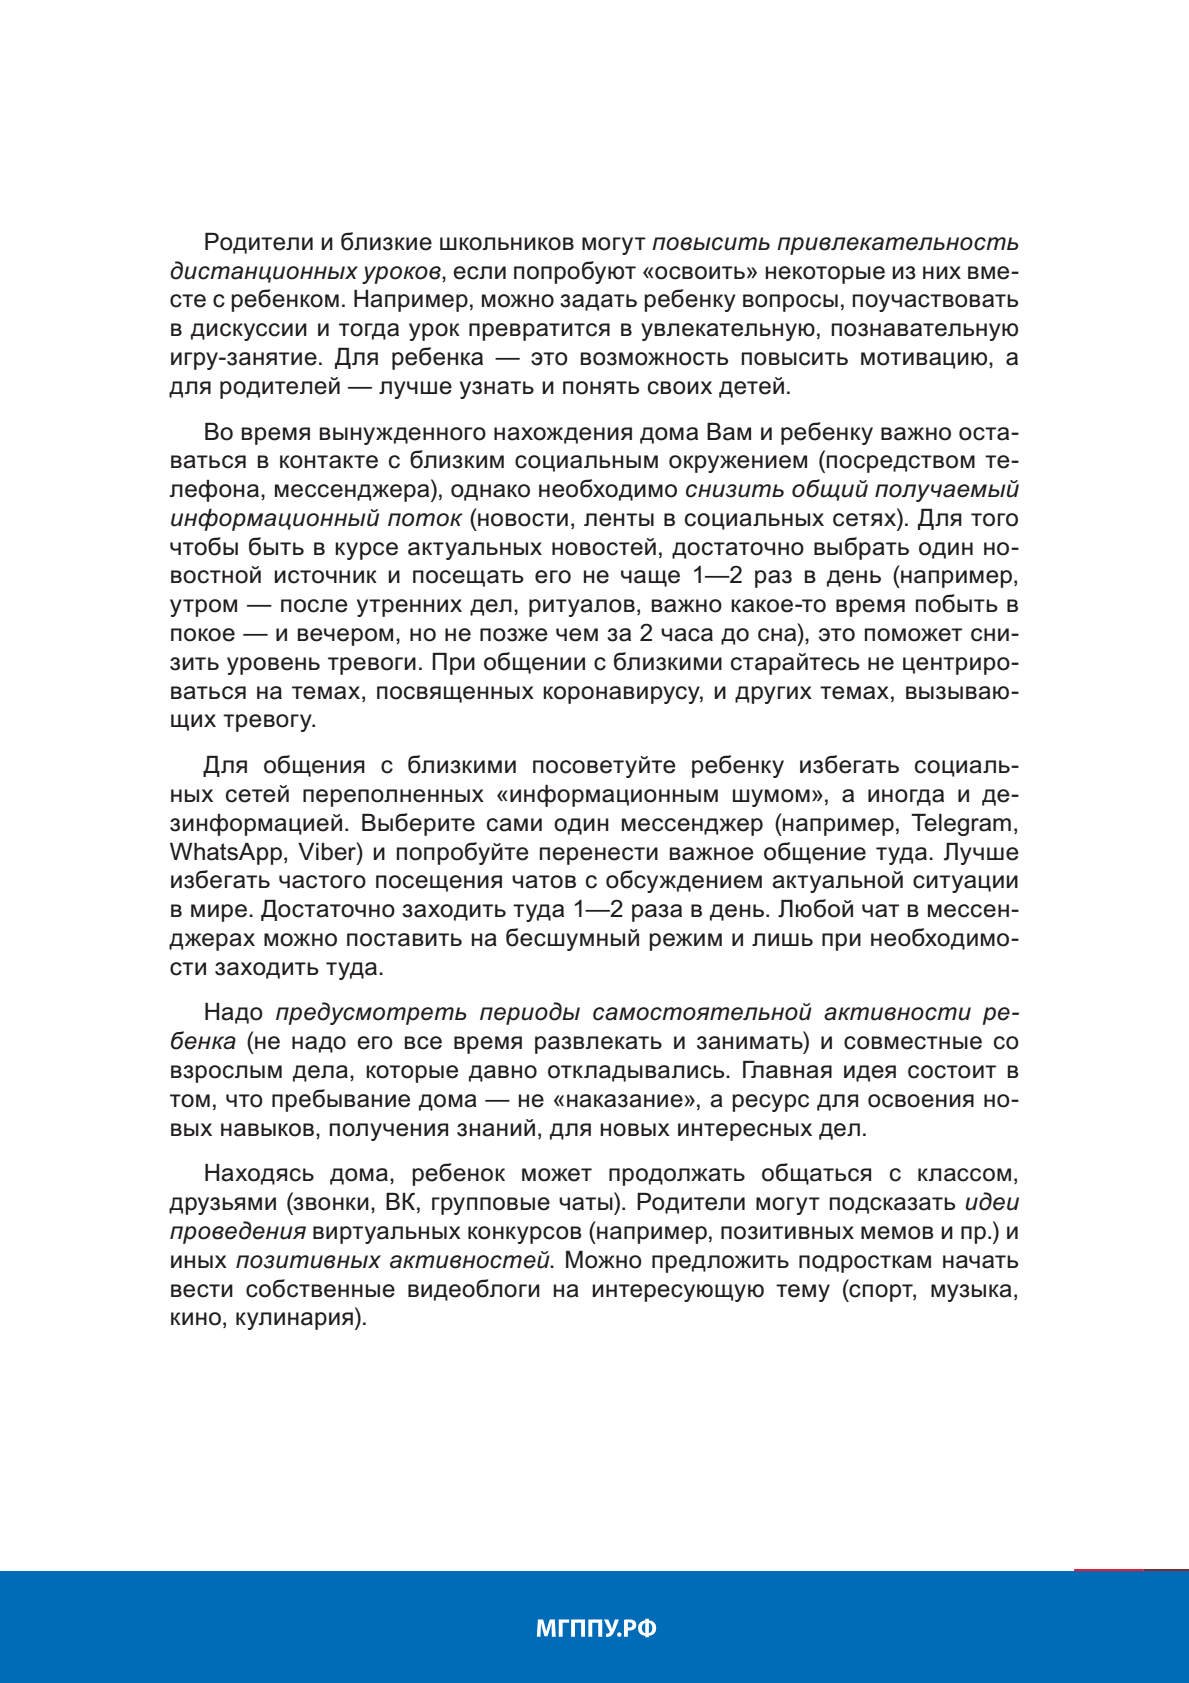 Родители и близкие школьников могут повысить привлекательность
дистанционных уроков, если попробуют «освоить» некоторые из них вме-
сте с ребенком. Например, можно задать ребенку вопросы, поучаствовать
в дискуссии и тогда урок превратится в увлекательную, познавательную
игру-занятие. Для ребенка — это возможность повысить мотивацию, а
для родителей — лучше узнать и понять своих детей.
Во время вынужденного нахождения дома Вам и ребенку важно оста-
ваться в контакте с близким социальным окружением (посредством те-
лефона, мессенджера), однако необходимо снизить общий получаемый
информационный поток (новости, ленты в социальных сетях). Для того
чтобы быть в курсе актуальных новостей, достаточно выбрать один но-
востной источник и посещать его не чаще 1—2 раз в день (например,
утром — после утренних дел, ритуалов, важно какое-то время побыть в
покое — и вечером, но не позже чем за 2 часа до сна), это поможет сни-
зить уровень тревоги. При общении с близкими старайтесь не центриро-
ваться на темах, посвященных коронавирусу, и других темах, вызываю-
щих тревогу.
Для общения с близкими посоветуйте ребенку избегать социаль-
ных сетей переполненных «информационным шумом», а иногда и де-
зинформацией. Выберите сами один мессенджер (например, Telegram,
WhatsApp, Viber) и попробуйте перенести важное общение туда. Лучше
избегать частого посещения чатов с обсуждением актуальной ситуации
в мире. Достаточно заходить туда 1—2 раза в день. Любой чат в мессен-
джерах можно поставить на бесшумный режим и лишь при необходимо-
сти заходить туда.
Надо предусмотреть периоды самостоятельной активности ре-
бенка (не надо его все время развлекать и занимать) и совместные со
взрослым дела, которые давно откладывались. Главная идея состоит в
том, что пребывание дома — не «наказание», а ресурс для освоения но-
вых навыков, получения знаний, для новых интересных дел.
Находясь дома, ребенок может продолжать общаться с классом,
друзьями (звонки, ВК, групповые чаты). Родители могут подсказать идеи
проведения виртуальных конкурсов (например, позитивных мемов и пр.) и
иных позитивных активностей. Можно предложить подросткам начать
вести собственные видеоблоги на интересующую тему (спорт, музыка,
кино, кулинария).
МГППУ.РФ